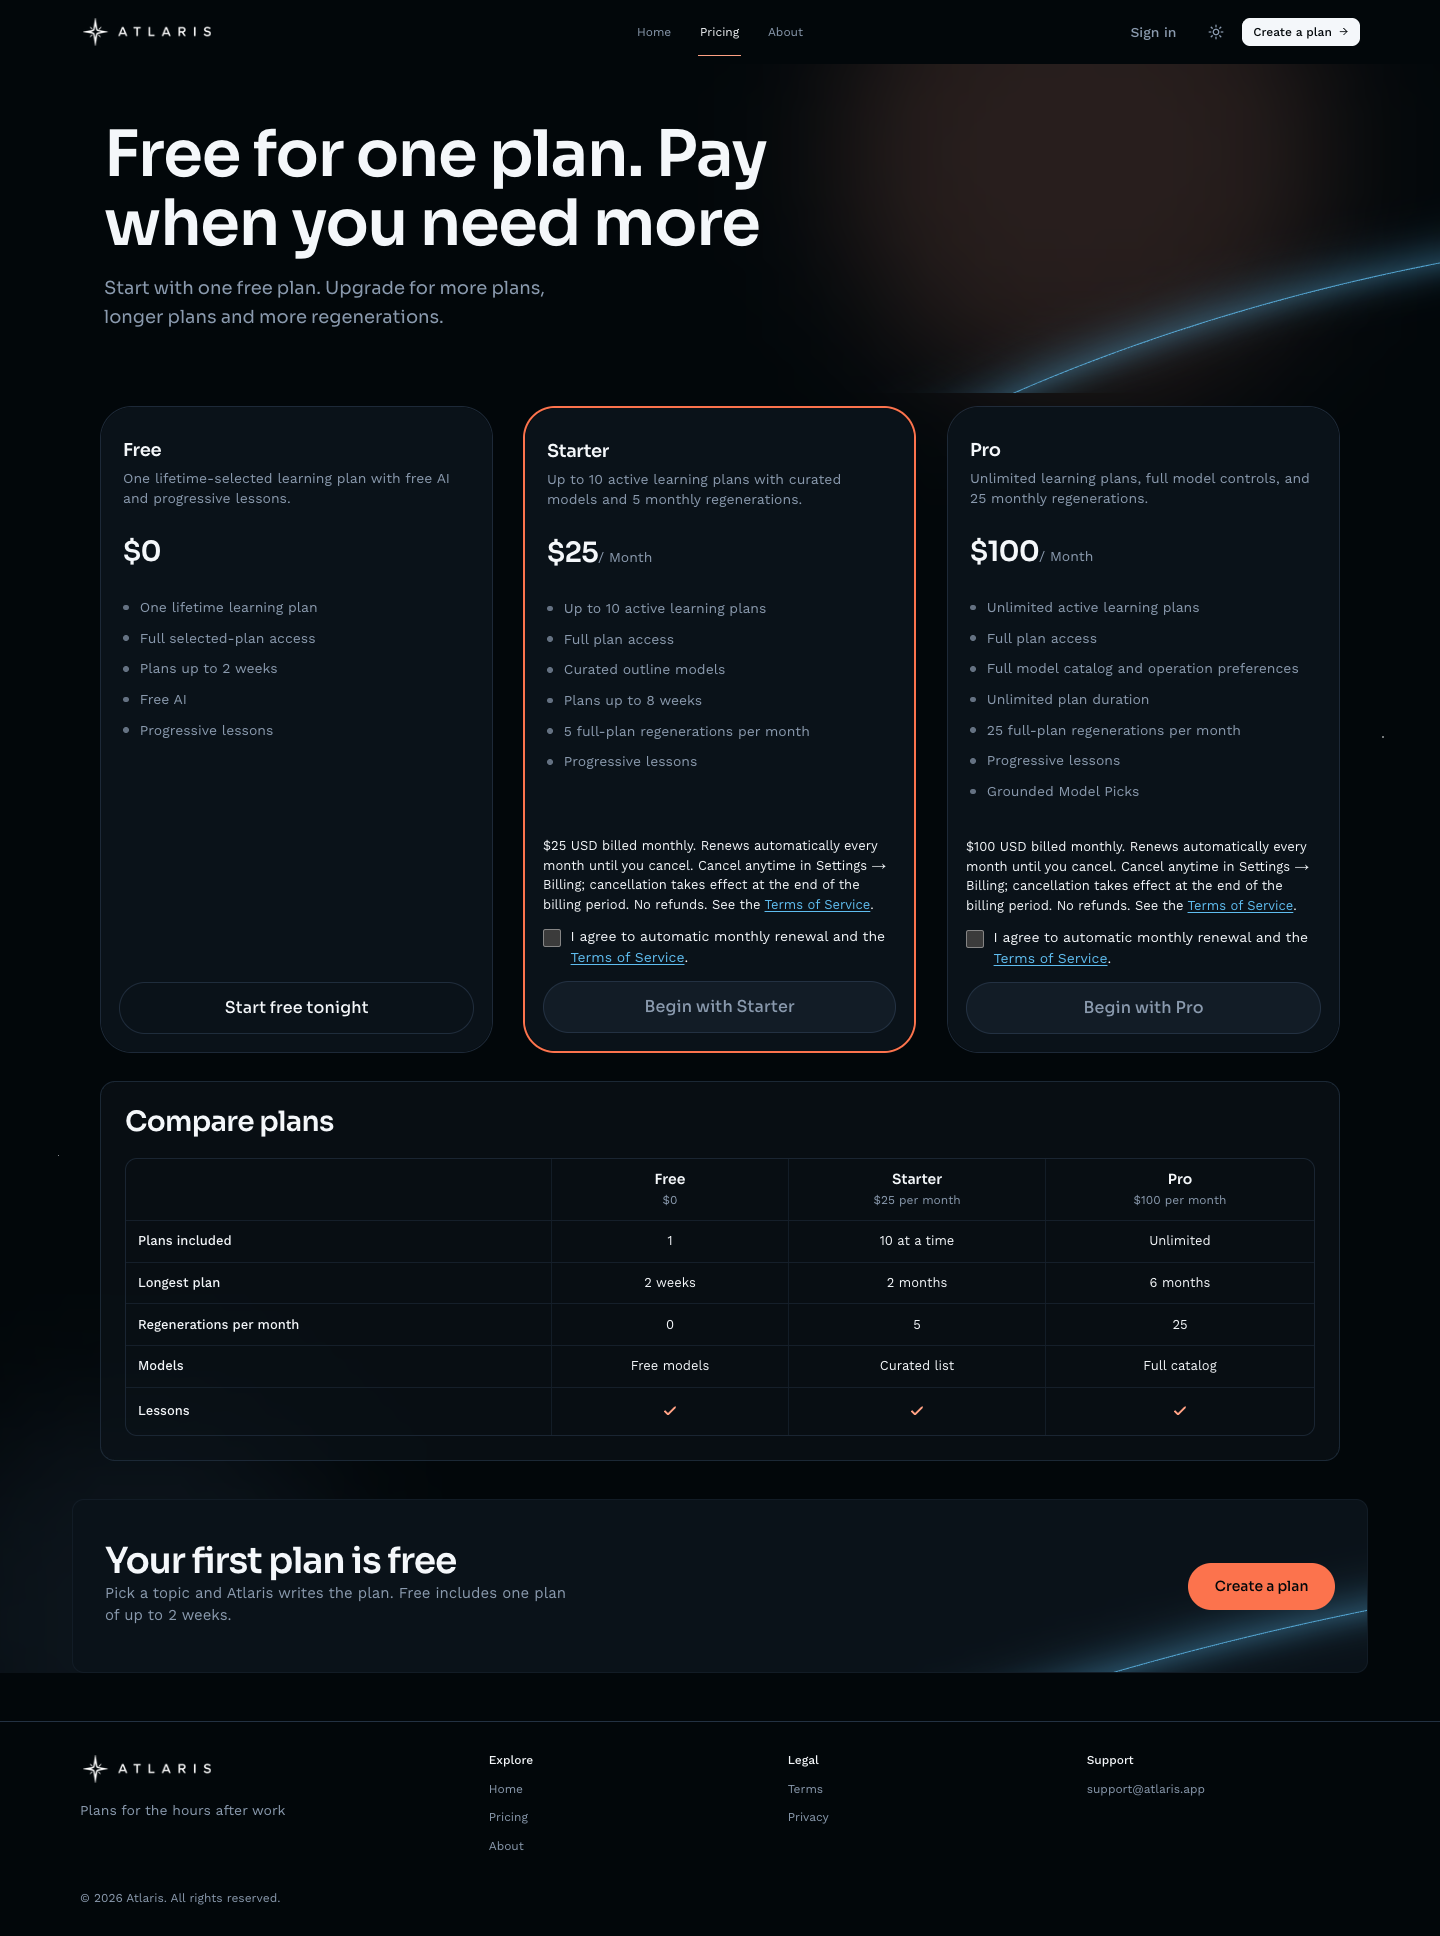 ATLARIS
Home
Pricing
About
Sign in
Create a plan →
Free for one plan. Pay
when you need more
Start with one free plan. Upgrade for more plans,
longer plans and more regenerations.
Free
One lifetime-selected learning plan with free AI
and progressive lessons.
$0
One lifetime learning plan
Full selected-plan access
Plans up to 2 weeks
Free AI
Progressive lessons
Start free tonight
Starter
Up to 10 active learning plans with curated
models and 5 monthly regenerations.
$25/ Month
Up to 10 active learning plans
Full plan access
Curated outline models
Plans up to 8 weeks
5 full-plan regenerations per month
Progressive lessons
$25 USD billed monthly. Renews automatically every
month until you cancel. Cancel anytime in Settings →
Billing; cancellation takes effect at the end of the
billing period. No refunds. See the Terms of Service.
I agree to automatic monthly renewal and the
Terms of Service.
Begin with Starter
Pro
Unlimited learning plans, full model controls, and
25 monthly regenerations.
$100/ Month
Unlimited active learning plans
Full plan access
Full model catalog and operation preferences
Unlimited plan duration
25 full-plan regenerations per month
Progressive lessons
Grounded Model Picks
$100 USD billed monthly. Renews automatically every
month until you cancel. Cancel anytime in Settings →
Billing; cancellation takes effect at the end of the
billing period. No refunds. See the Terms of Service.
I agree to automatic monthly renewal and the
Terms of Service.
Begin with Pro
Compare plans
Free Starter Pro
$0 $25 per month $100 per month
Plans included 1 10 at a time Unlimited
Longest plan 2 weeks 2 months 6 months
Regenerations per month 0 5 25
Models Free models Curated list Full catalog
Lessons
Your first plan is free
Pick a topic and Atlaris writes the plan. Free includes one plan
of up to 2 weeks.
Create a plan
ATLARIS
Plans for the hours after work
Explore
Home
Pricing
About
Legal
Terms
Privacy
Support
support@atlaris.app
© 2026 Atlaris. All rights reserved.